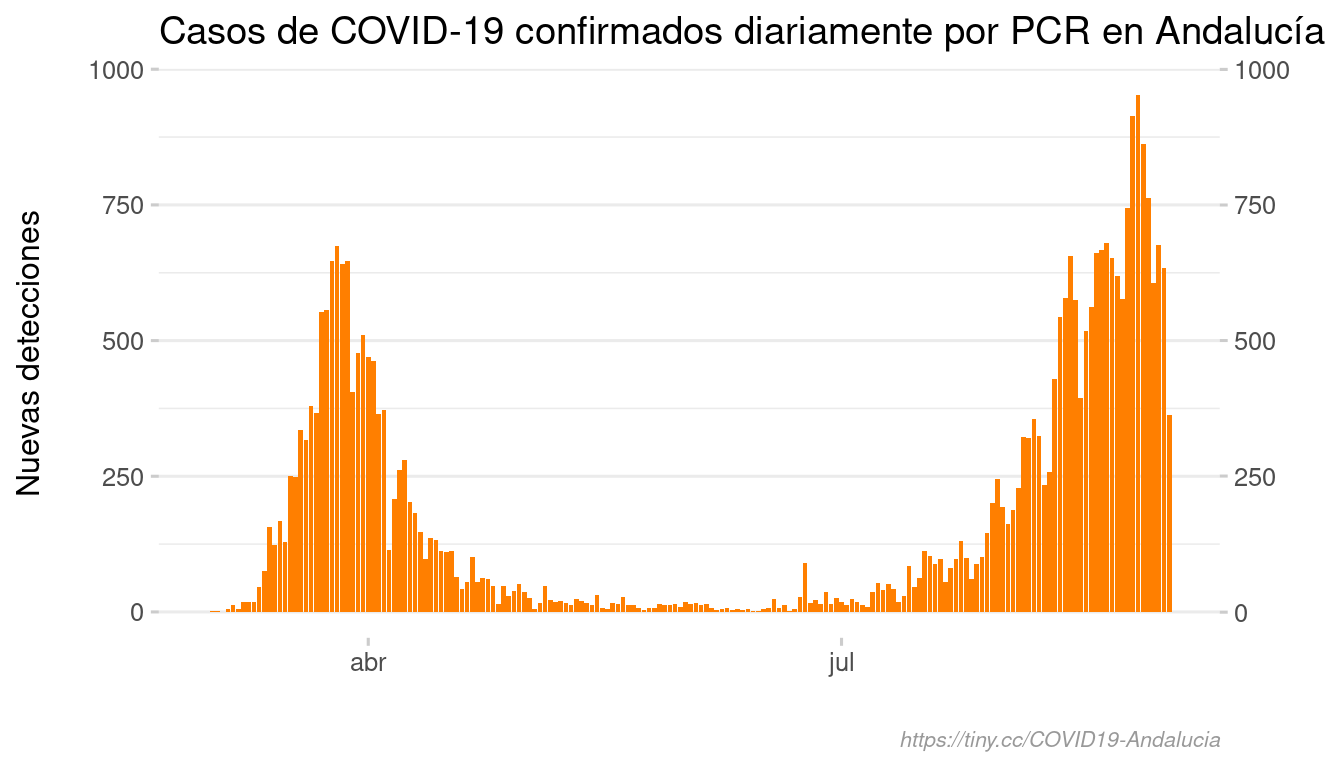 Casos de COVID-19 confirmados diariamente por PCR en Andalucía
Nuevas detecciones
1000
750
500
250
0
1000
750
500
250
0
abr
jul
https://tiny.cc/COVID19-Andalucia